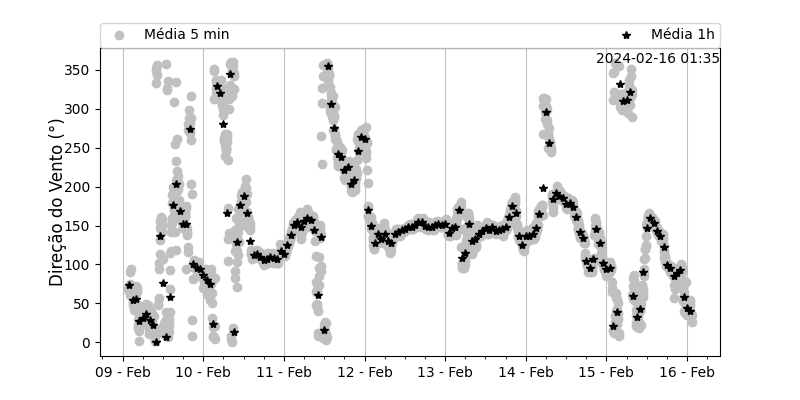 Média 5 min
Média 1h
2024-02-16 01:35
Direção do Vento (°)
350
300
250
200
150
100
50
0
09 - Feb
10 - Feb
11 - Feb
12 - Feb
13 - Feb
14 - Feb
15 - Feb
16 - Feb